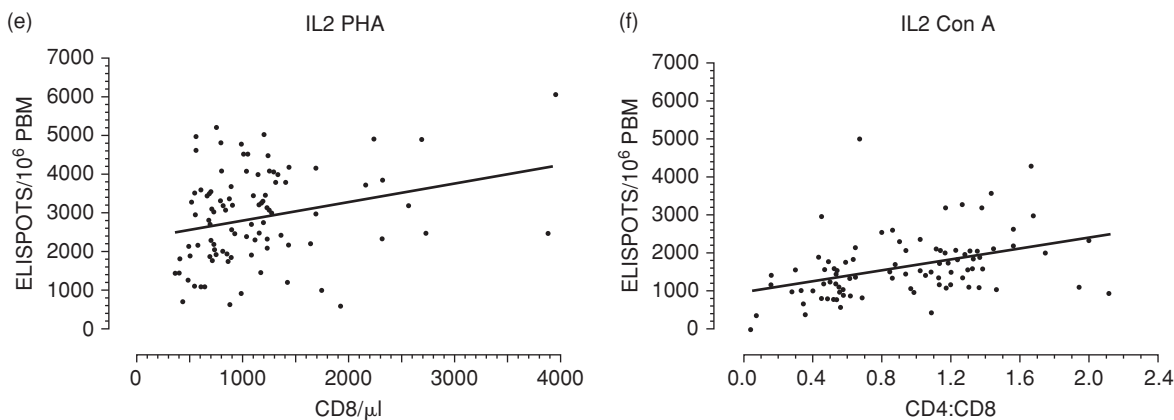 (e)
IL2 PHA
7000
6000
5000
4000
3000
2000
1000
0
ELISPOTS/10⁶ PBM
0 1000 2000 3000 4000
CD8/µl
(f)
IL2 Con A
7000
6000
5000
4000
3000
2000
1000
0
ELISPOTS/10⁶ PBM
0.0 0.4 0.8 1.2 1.6 2.0 2.4
CD4:CD8